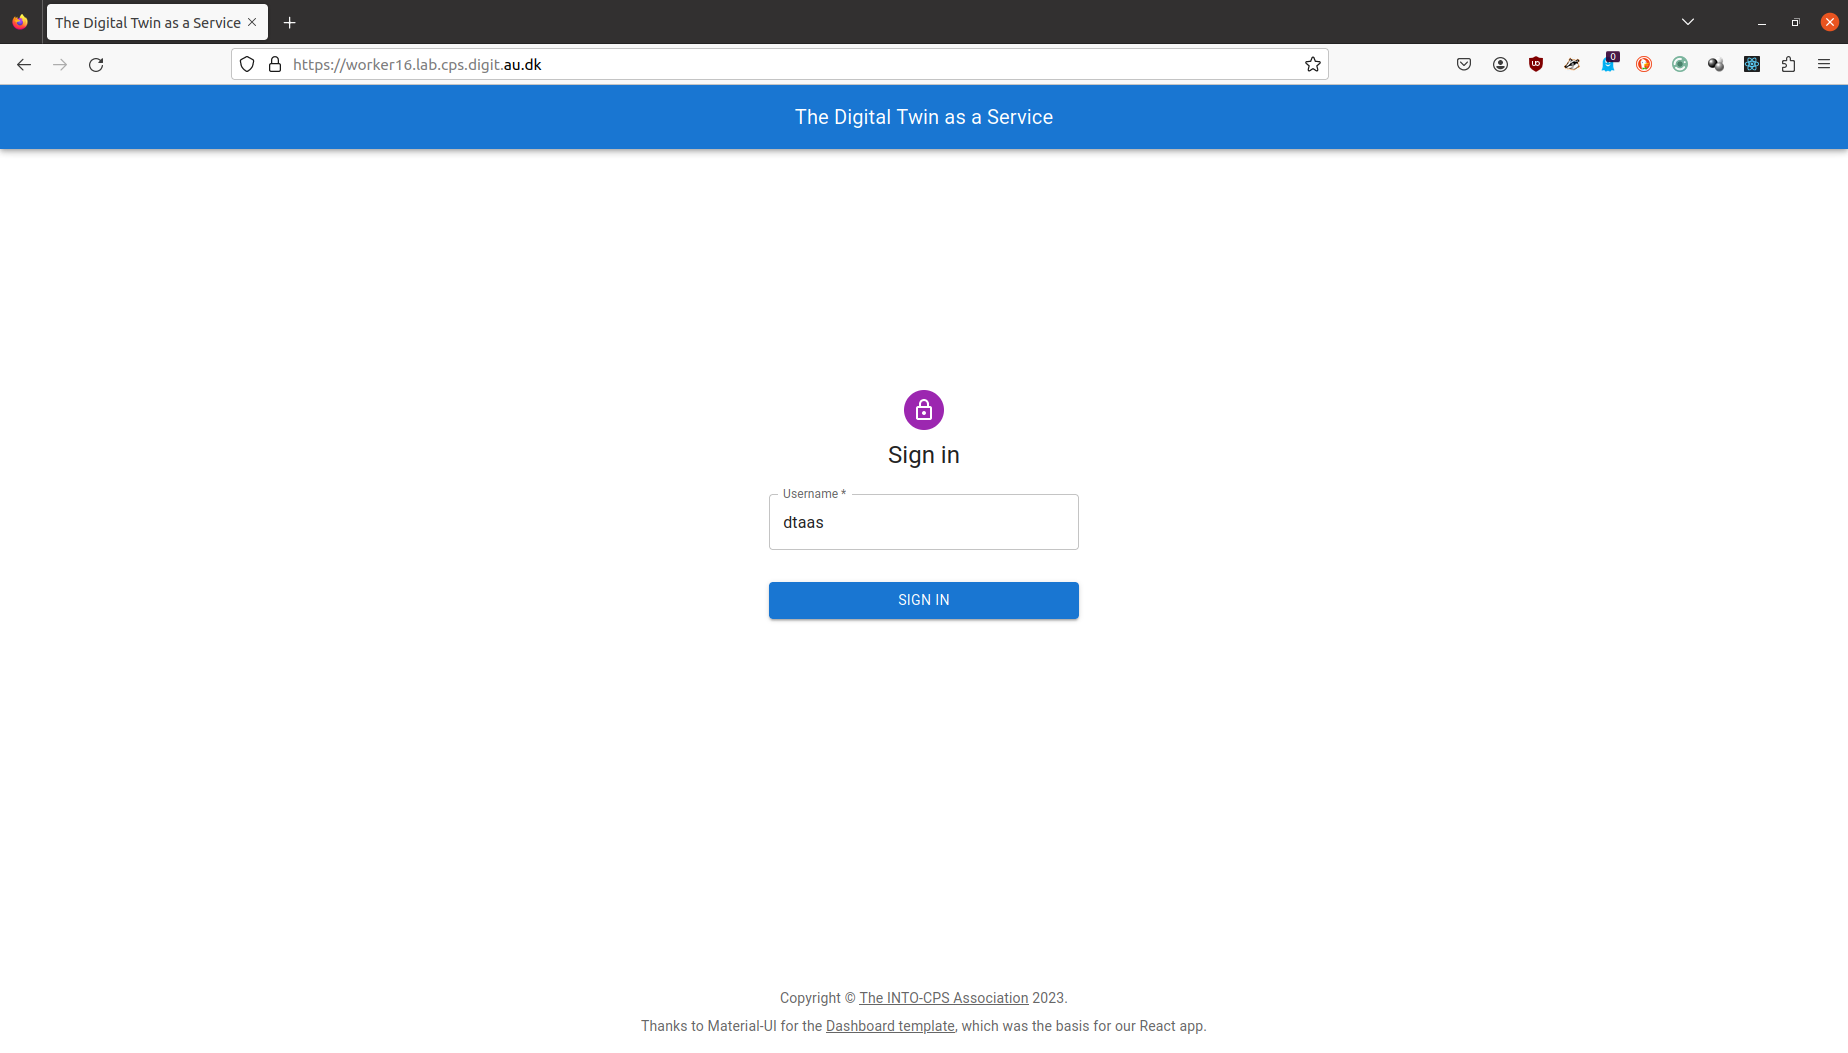 The Digital Twin as a Service
https://worker16.lab.cps.digit.au.dk
0
The Digital Twin as a Service
Sign in
Username *
dtaas
SIGN IN
Copyright © The INTO-CPS Association 2023.
Thanks to Material-UI for the Dashboard template, which was the basis for our React app.